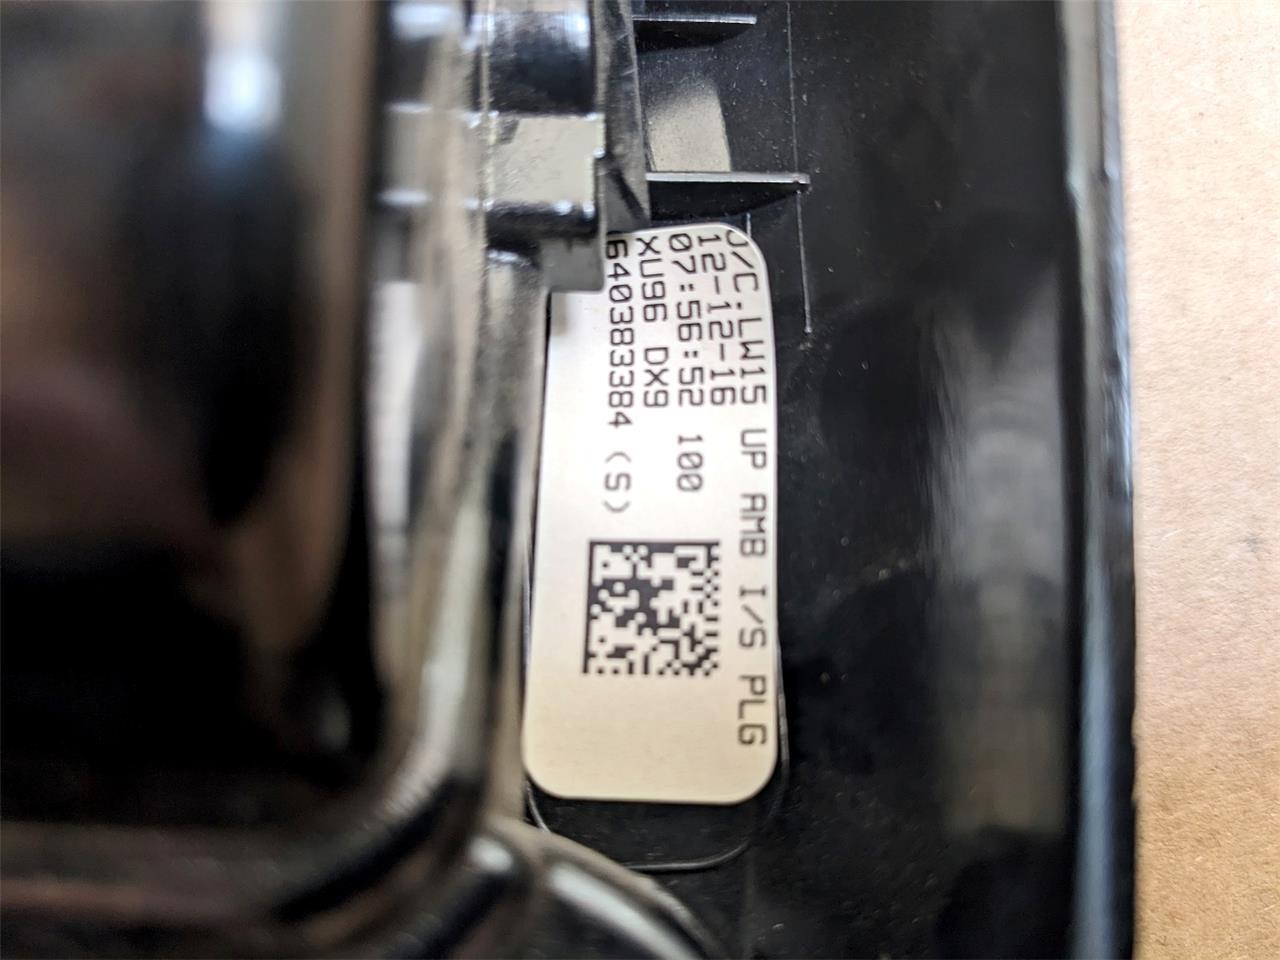 O/C.LW15 UP AMB I/S PLG
12-12-16
07:56:52 100
XU96 DX9
640383384 (S)